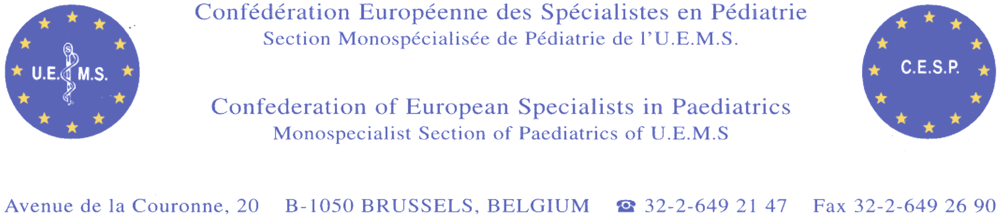 Confédération Européenne des Spécialistes en Pédiatrie
Section Monospécialisée de Pédiatrie de l'U.E.M.S.
U.E.M.S.
C.E.S.P.
Confederation of European Specialists in Paediatrics
Monospecialist Section of Paediatrics of U.E.M.S
Avenue de la Couronne, 20 B-1050 BRUSSELS, BELGIUM ☎ 32-2-649 21 47 Fax 32-2-649 26 90